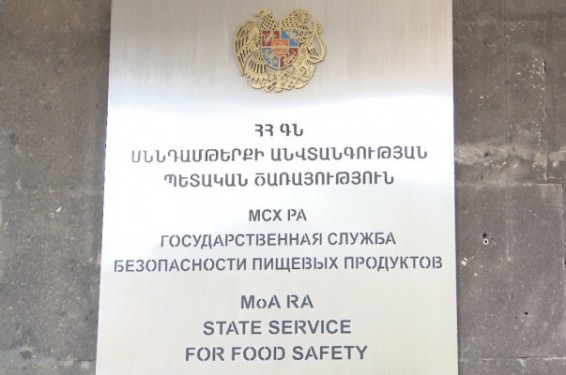 ՀՀ ԳՆ
ՍՆՆԴԱՄԹԵՐՔԻ ԱՆՎՏԱՆԳՈՒԹՅԱՆ
ՊԵՏԱԿԱՆ ԾԱՌԱՅՈՒԹՅՈՒՆ
МСХ РА
ГОСУДАРСТВЕННАЯ СЛУЖБА
БЕЗОПАСНОСТИ ПИЩЕВЫХ ПРОДУКТОВ
MoA RA
STATE SERVICE
FOR FOOD SAFETY